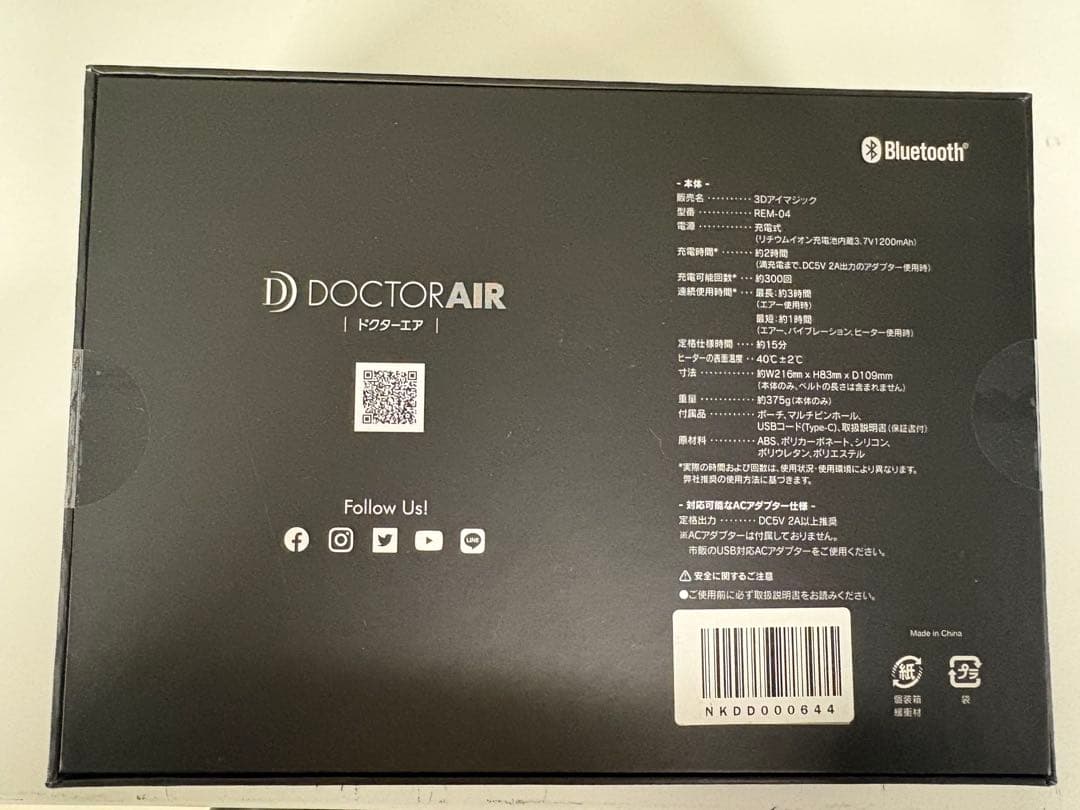 Bluetooth®
DOCTORAIR
| ドクターエア |
Follow Us!
LINE
- 本体 -
販売名 ·········· 3Dアイマジック
型番 ············ REM-04
電源 ············ 充電式
(リチウムイオン充電池内蔵3.7V1200mAh)
充電時間* ······· 約2時間
(満充電まで、DC5V 2A出力のアダプター使用時)
充電可能回数* ··· 約300回
連続使用時間* ··· 最長:約3時間
(エアー使用時)
最短:約1時間
(エアー、バイブレーション、ヒーター使用時)
定格仕様時間 ···· 約15分
ヒーターの表面温度 ·· 40℃±2℃
寸法 ············ 約W216mm x H83mm x D109mm
(本体のみ、ベルトの長さは含まれません)
重量 ············ 約375g(本体のみ)
付属品 ·········· ポーチ、マルチピンホール、
USBコード(Type-C)、取扱説明書(保証書付)
原材料 ·········· ABS、ポリカーボネート、シリコン、
ポリウレタン、ポリエステル
*実際の時間および回数は、使用状況・使用環境により異なります。
弊社推奨の使用方法に基づきます。
- 対応可能なACアダプター仕様 -
定格出力 ········ DC5V 2A以上推奨
※ACアダプターは付属しておりません。
市販のUSB対応ACアダプターをご使用ください。
安全に関するご注意
●ご使用前に必ず取扱説明書をお読みください。
NKDD000644
Made in China
紙
プラ
個装箱
緩衝材
袋